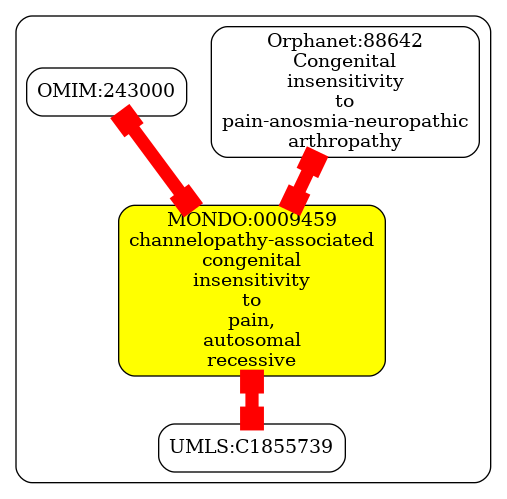 Orphanet:88642
Congenital
insensitivity
to
pain-anosmia-neuropathic
arthropathy
OMIM:243000
MONDO:0009459
channelopathy-associated
congenital
insensitivity
to
pain,
autosomal
recessive
UMLS:C1855739